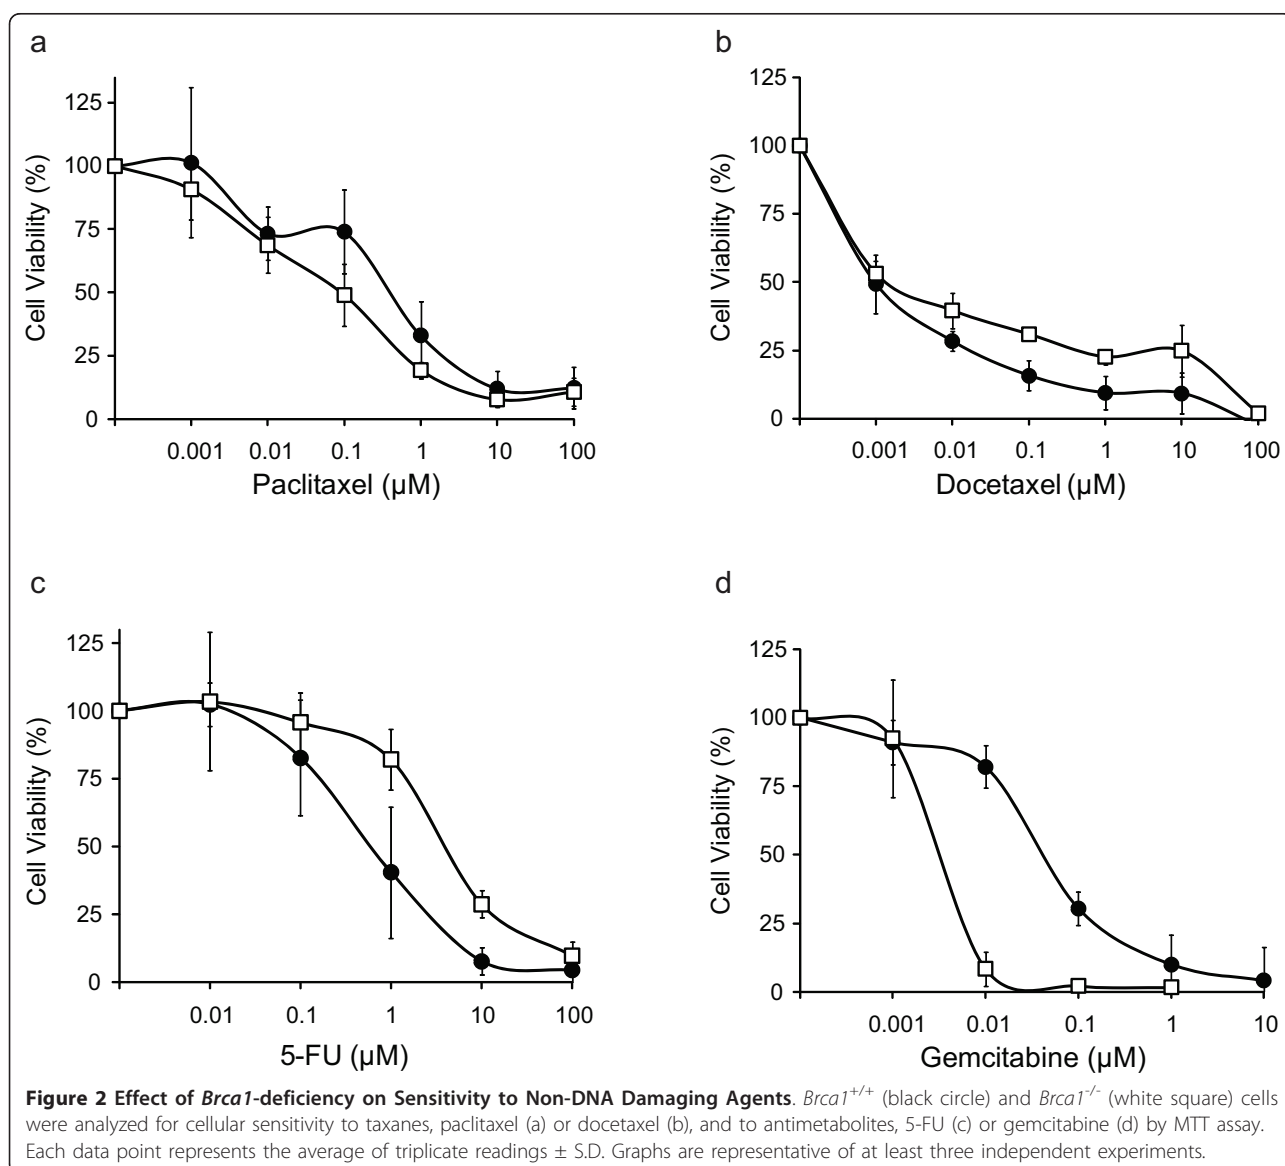 a
125
100
75
50
25
0
Cell Viability (%)
0.001 0.01 0.1 1 10 100
Paclitaxel (µM)
b
125
100
75
50
25
0
Cell Viability (%)
0.001 0.01 0.1 1 10 100
Docetaxel (µM)
c
125
100
75
50
25
0
Cell Viability (%)
0.01 0.1 1 10 100
5-FU (µM)
d
125
100
75
50
25
0
Cell Viability (%)
0.001 0.01 0.1 1 10
Gemcitabine (µM)
Figure 2 Effect of Brca1-deficiency on Sensitivity to Non-DNA Damaging Agents. Brca1+/+ (black circle) and Brca1-/- (white square) cells
were analyzed for cellular sensitivity to taxanes, paclitaxel (a) or docetaxel (b), and to antimetabolites, 5-FU (c) or gemcitabine (d) by MTT assay.
Each data point represents the average of triplicate readings ± S.D. Graphs are representative of at least three independent experiments.